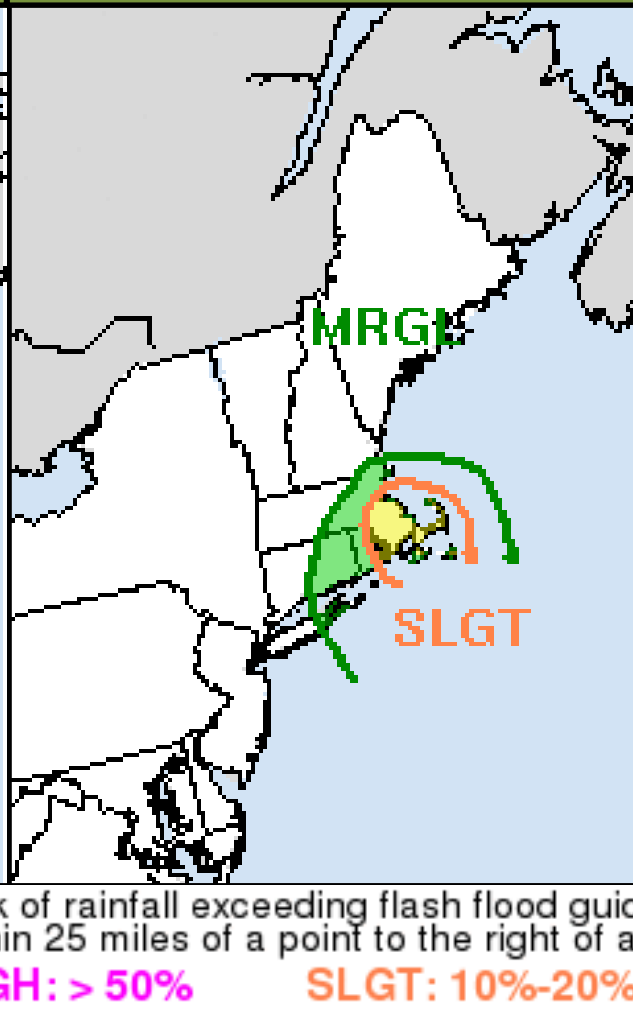 MRGL
SLGT
k of rainfall exceeding flash flood guid
in 25 miles of a point to the right of a
GH: > 50% SLGT: 10%-20%